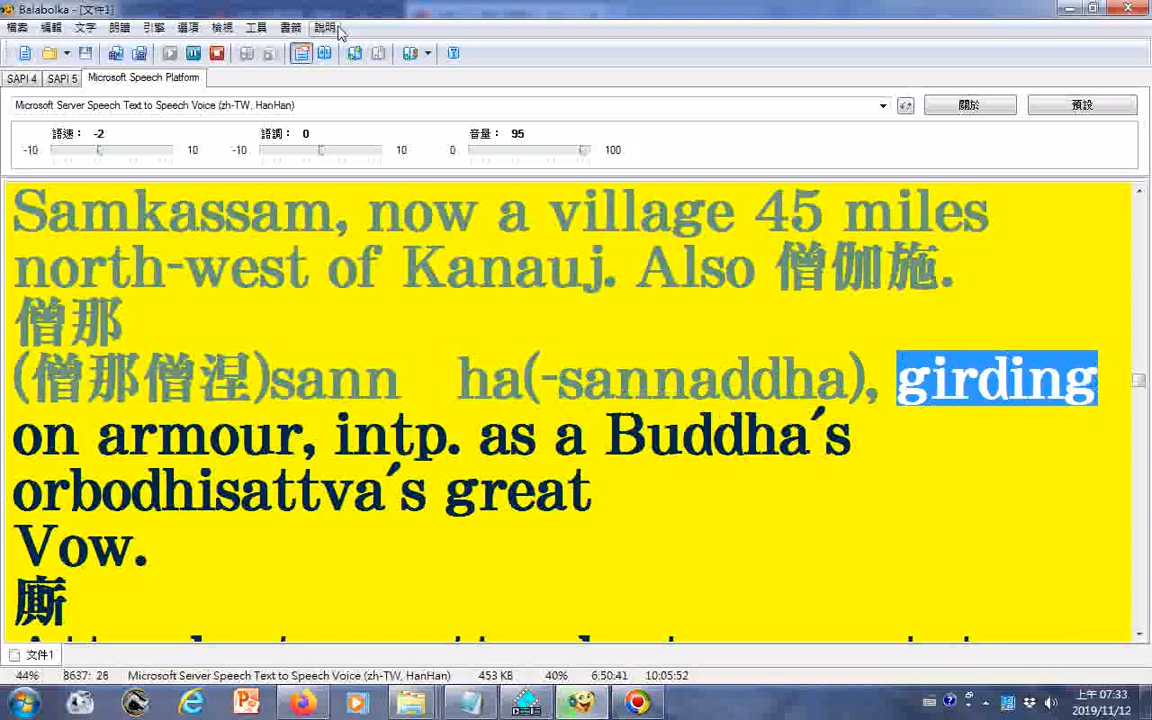 Balabolka - [文件1]
檔案 編輯 文字 朗讀 引擎 選項 檢視 工具 書籤 說明
SAPI 4 SAPI 5 Microsoft Speech Platform
Microsoft Server Speech Text to Speech Voice (zh-TW, HanHan) 關於 預設
語速： -2 語調： 0 音量： 95
-10 10 -10 10 0 100
Samkassam, now a village 45 miles
north-west of Kanauj. Also 僧伽施.
僧那
(僧那僧涅)sann ha(-sannaddha), girding
on armour, intp. as a Buddha´s
orbodhisattva´s great
Vow.
廝
文件1
44% 8637: 28 Microsoft Server Speech Text to Speech Voice (zh-TW, HanHan) 453 KB 40% 6:50:41 10:05:52
上午 07:33
2019/11/12